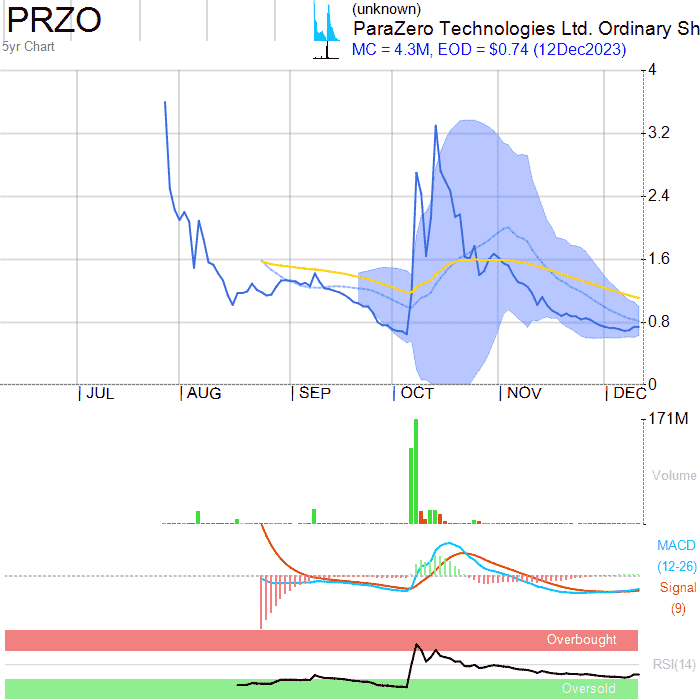 PRZO
5yr Chart
(unknown)
ParaZero Technologies Ltd. Ordinary Sh
MC = 4.3M, EOD = $0.74 (12Dec2023)
4
3.2
2.4
1.6
0.8
0
| JUL | AUG | SEP | OCT | NOV | DEC
171M
Volume
MACD
(12-26)
Signal
(9)
Overbought
RSI(14)
Oversold